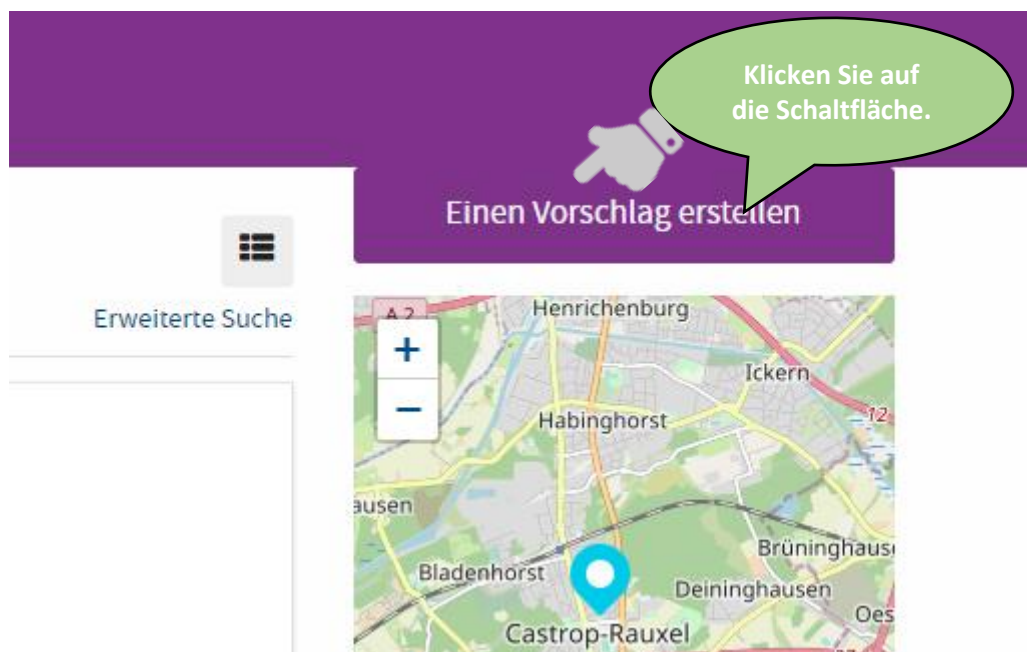 Klicken Sie auf
die Schaltfläche.
Einen Vorschlag erstellen
Erweiterte Suche
A 2
+
−
Henrichenburg
Ickern
12
Habinghorst
ausen
Brüninghaus
Bladenhorst
Deininghausen
Oes
Castrop-Rauxel